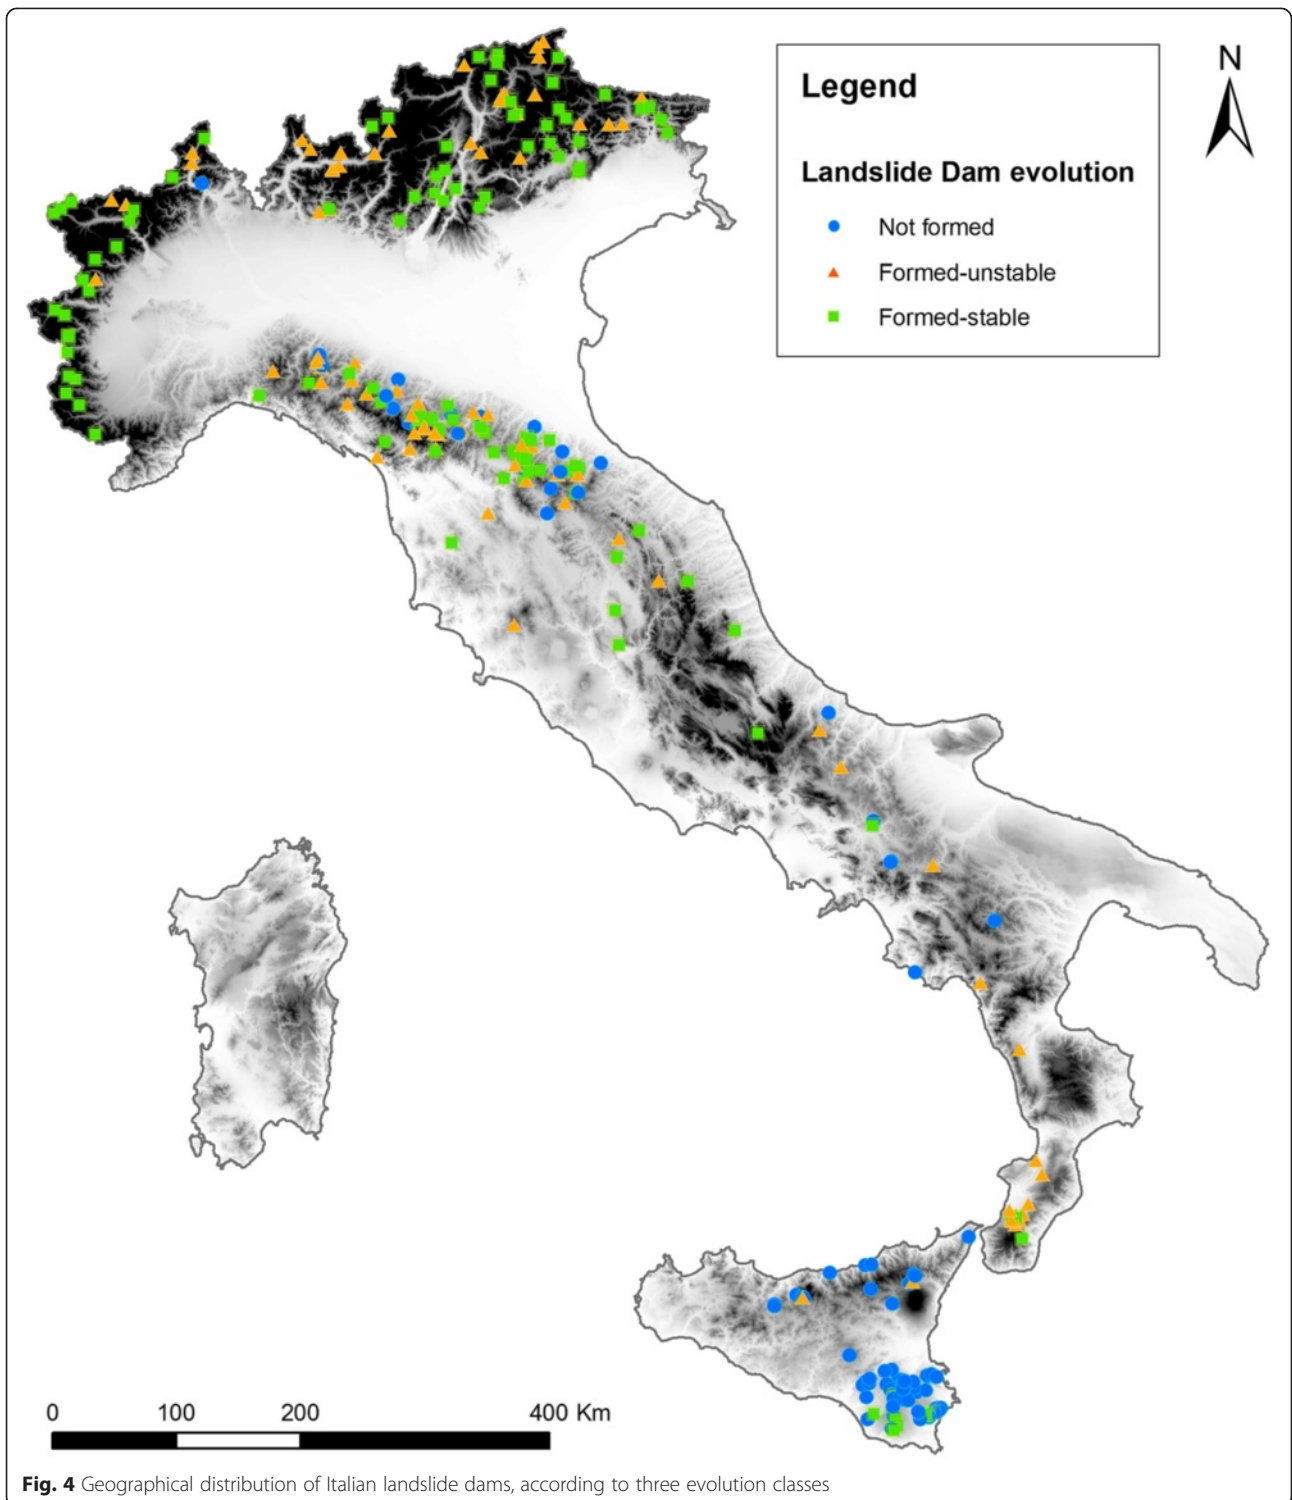 N
Legend
Landslide Dam evolution
Not formed
Formed-unstable
Formed-stable
0 100 200 400 Km
Fig. 4 Geographical distribution of Italian landslide dams, according to three evolution classes